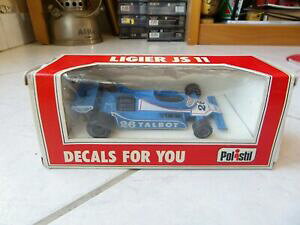 LIGIER JS 11
26
26 TALBOT
DECALS FOR YOU
Polistil